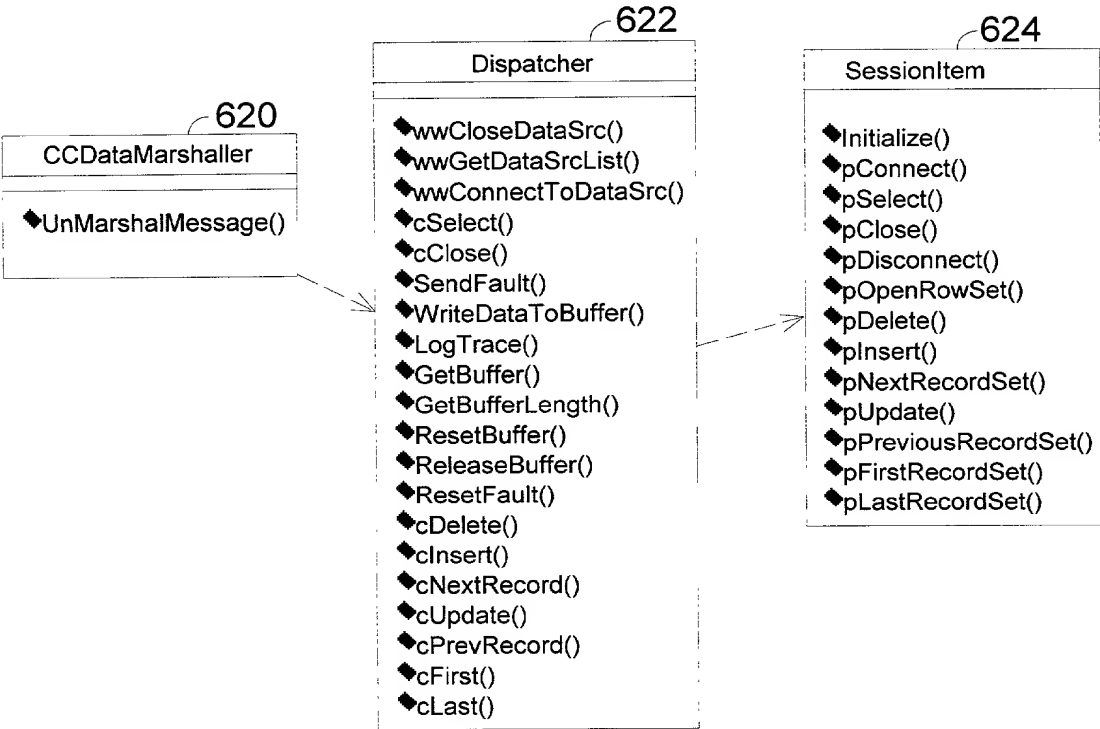 620
CCDataMarshaller
UnMarshalMessage()
622
Dispatcher
wwCloseDataSrc()
wwGetDataSrcList()
wwConnectToDataSrc()
cSelect()
cClose()
SendFault()
WriteDataToBuffer()
LogTrace()
GetBuffer()
GetBufferLength()
ResetBuffer()
ReleaseBuffer()
ResetFault()
cDelete()
cInsert()
cNextRecord()
cUpdate()
cPrevRecord()
cFirst()
cLast()
624
SessionItem
Initialize()
pConnect()
pSelect()
pClose()
pDisconnect()
pOpenRowSet()
pDelete()
pInsert()
pNextRecordSet()
pUpdate()
pPreviousRecordSet()
pFirstRecordSet()
pLastRecordSet()